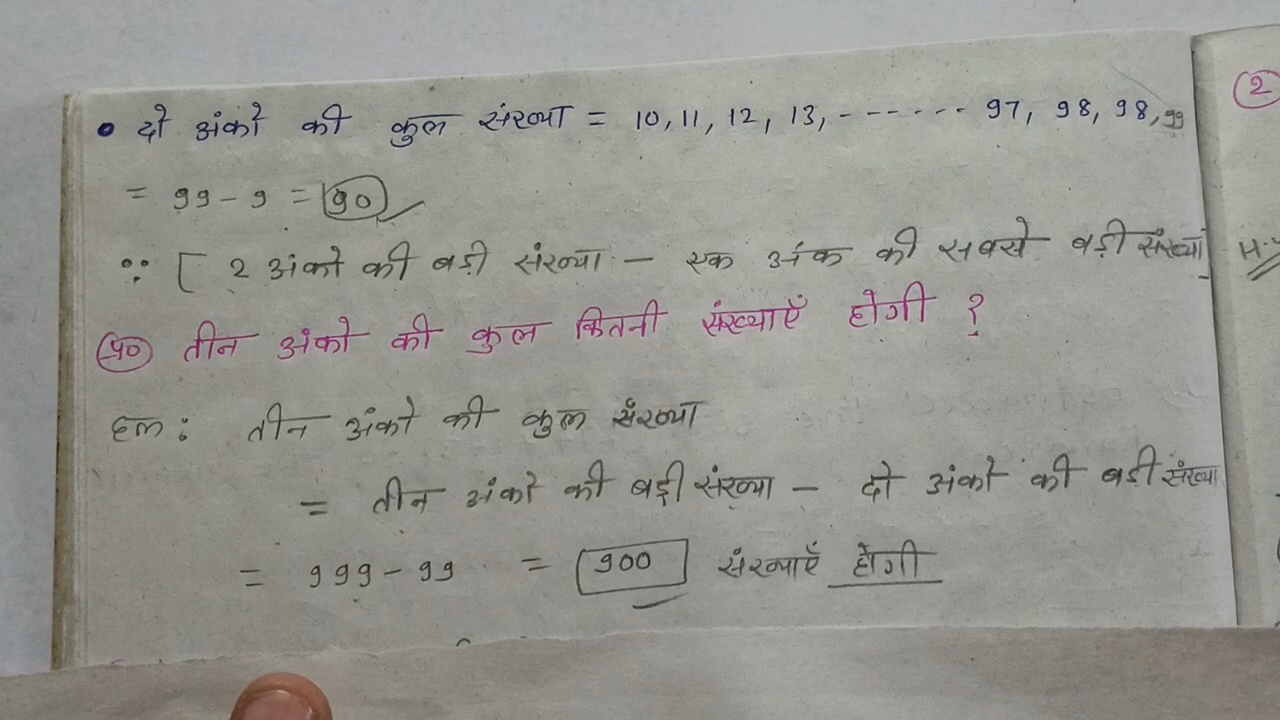 • दो अंको की कुल संख्या = 10, 11, 12, 13, - - - - - - - 97, 98, 98, 99
= 99 - 9 = 90
∵ [ 2 अंको की बड़ी संख्या - एक अंक की सबसे बड़ी संख्या]
प्र० तीन अंको की कुल कितनी संख्याएँ होगी ?
हल: तीन अंको की कुल संख्या
= तीन अंको की बड़ी संख्या - दो अंको की बड़ी संख्या
= 999 - 99 = 900 संख्याएँ होगी
2